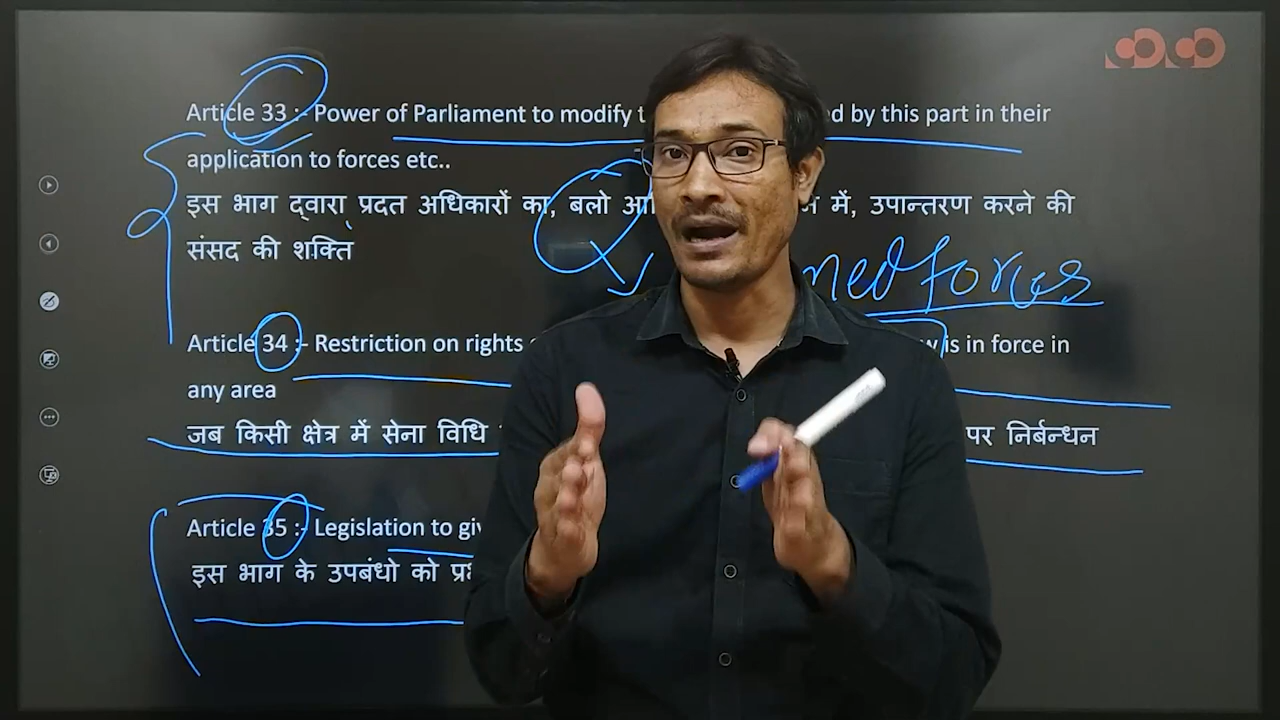 Article 33 :- Power of Parliament to modify by this part in their
application to forces etc..
इस भाग द्वारा प्रदत अधिकारों का, बलो में, उपान्तरण करने की
संसद की शक्ति
forces
Article 34 :- Restriction on rights is in force in
any area
जब किसी क्षेत्र में सेना विधि पर निर्बन्धन
Article 35 :- Legislation to
इस भाग के उपबंधो को